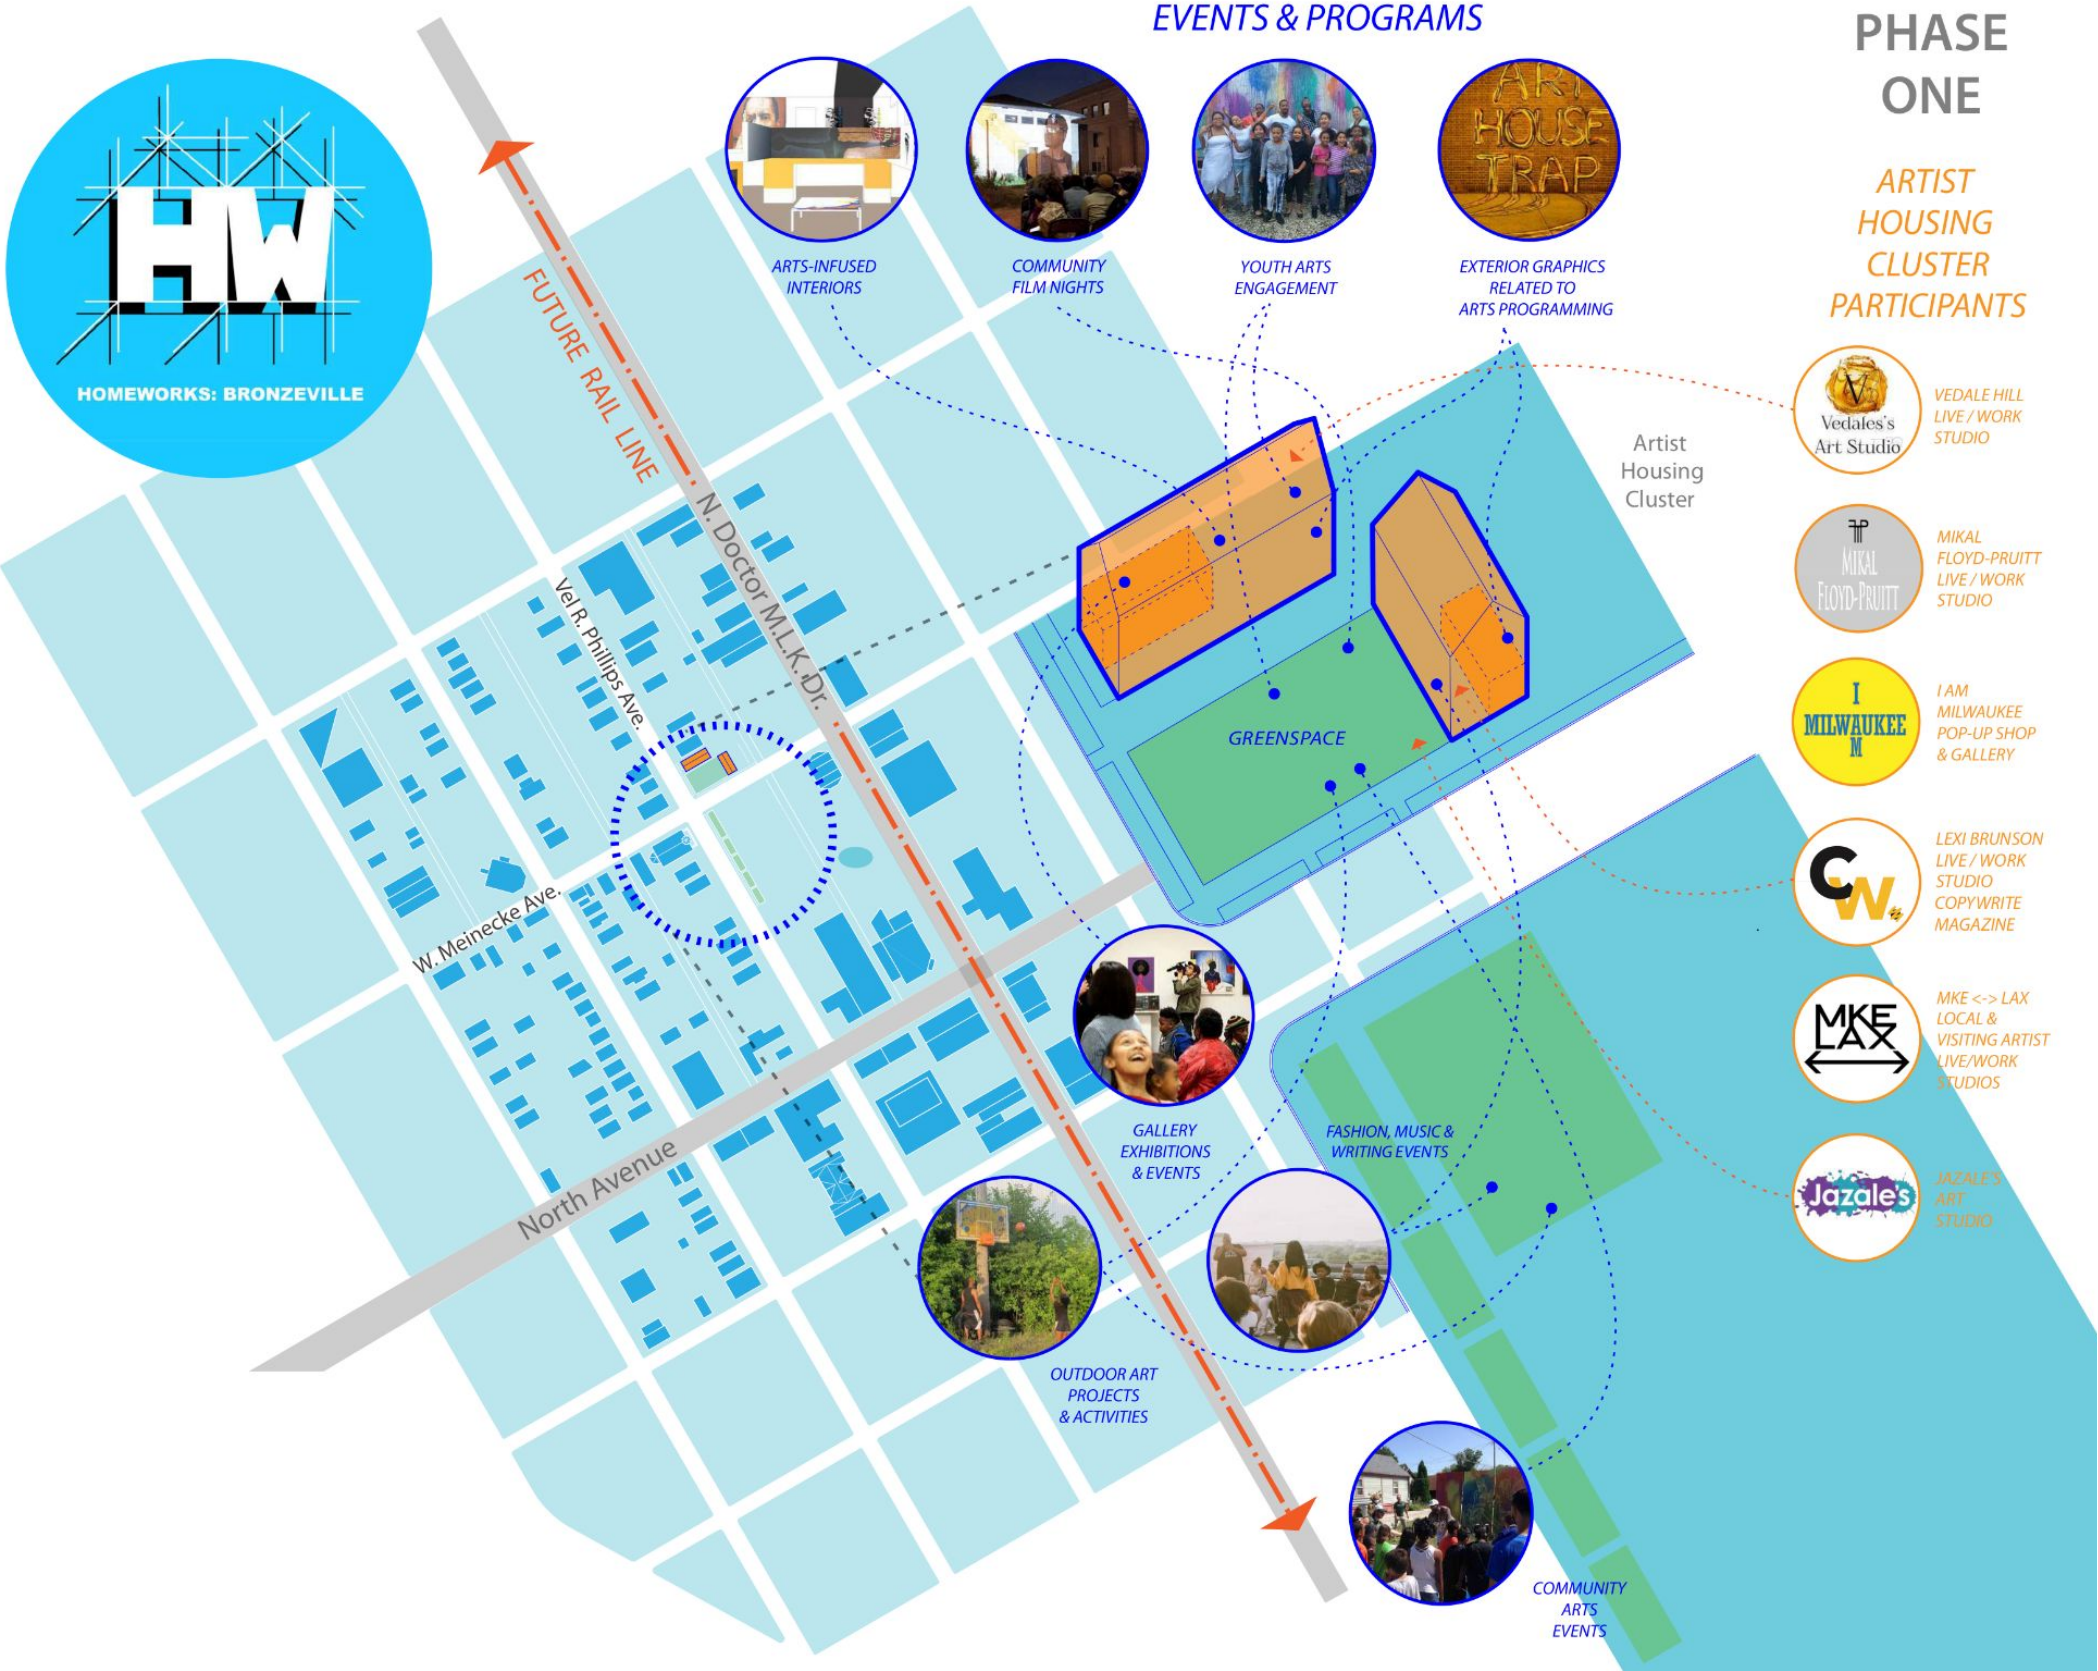 EVENTS & PROGRAMS
PHASE
ONE
ARTIST
HOUSING
CLUSTER
PARTICIPANTS
HW
HOMEWORKS: BRONZEVILLE
ART
HOUSE
TRAP
ARTS-INFUSED
INTERIORS
COMMUNITY
FILM NIGHTS
YOUTH ARTS
ENGAGEMENT
EXTERIOR GRAPHICS
RELATED TO
ARTS PROGRAMMING
FUTURE RAIL LINE
N. Doctor M.L.K. Dr.
Vel R. Phillips Ave.
W. Meinecke Ave.
North Avenue
Artist
Housing
Cluster
GREENSPACE
V
Vedales's
Art Studio
VEDALE HILL
LIVE / WORK
STUDIO
MIKAL
FLOYD-PRUITT
MIKAL
FLOYD-PRUITT
LIVE / WORK
STUDIO
I
MILWAUKEE
M
I AM
MILWAUKEE
POP-UP SHOP
& GALLERY
CW
LEXI BRUNSON
LIVE / WORK
STUDIO
COPYWRITE
MAGAZINE
MKE
LAX
MKE <-> LAX
LOCAL &
VISITING ARTIST
LIVE/WORK
STUDIOS
Jazale's
JAZALE'S
ART
STUDIO
GALLERY
EXHIBITIONS
& EVENTS
FASHION, MUSIC &
WRITING EVENTS
OUTDOOR ART
PROJECTS
& ACTIVITIES
COMMUNITY
ARTS
EVENTS